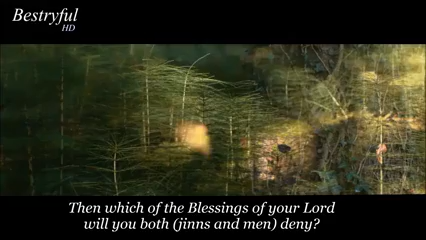 Bestryful
HD
Then which of the Blessings of your Lord
will you both (jinns and men) deny?